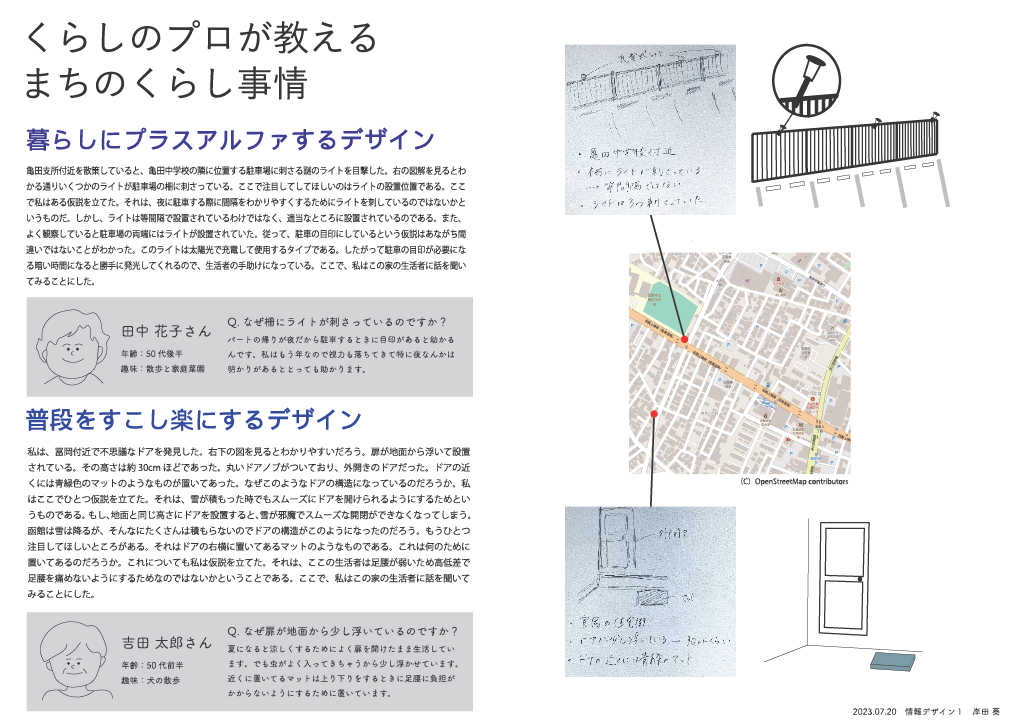 くらしのプロが教える
まちのくらし事情
暮らしにプラスアルファするデザイン
亀田支所付近を散策していると、亀田中学校の隣に位置する駐車場に刺さる謎のライトを目撃した。右の図解を見るとわ
かる通りいくつかのライトが駐車場の柵に刺さっている。ここで注目してしてほしいのはライトの設置位置である。ここ
で私はある仮説を立てた。それは、夜に駐車する際に間隔をわかりやすくするためにライトを刺しているのではないかと
いうものだ。しかし、ライトは等間隔で設置されているわけではなく、適当なところに設置されているのである。また、
よく観察していると駐車場の両端にはライトが設置されていた。従って、駐車の目印にしているという仮説はあながち間
違いではないことがわかった。このライトは太陽光で充電して使用するタイプである。したがって駐車の目印が必要にな
る暗い時間になると勝手に発光してくれるので、生活者の手助けになっている。ここで、私はこの家の生活者に話を聞い
てみることにした。
田中 花子さん
年齢：50代後半
趣味：散歩と家庭菜園
Q. なぜ柵にライトが刺さっているのですか？
パートの帰りが夜だから駐車するときに目印があると助かる
んです。私はもう年なので視力も落ちてきて特に夜なんかは
明かりがあるととっても助かります。
普段をすこし楽にするデザイン
私は、冨岡付近で不思議なドアを発見した。右下の図を見るとわかりやすいだろう。扉が地面から浮いて設置
されている。その高さは約30cmほどであった。丸いドアノブがついており、外開きのドアだった。ドアの近
くには青緑色のマットのようなものが置いてあった。なぜこのようなドアの構造になっているのだろうか。私
はここでひとつ仮説を立てた。それは、雪が積もった時でもスムーズにドアを開けられるようにするためとい
うものである。もし、地面と同じ高さにドアを設置すると、雪が邪魔でスムーズな開閉ができなくなってしまう。
函館は雪は降るが、そんなにたくさんは積もらないのでドアの構造がこのようになったのだろう。もうひとつ
注目してほしいところがある。それはドアの右横に置いてあるマットのようなものである。これは何のために
置いてあるのだろうか。これについても私は仮説を立てた。それは、ここの生活者は足腰が弱いため高低差で
足腰を痛めないようにするためなのではないかということである。ここで、私はこの家の生活者に話を聞いて
みることにした。
吉田 太郎さん
年齢：50代前半
趣味：犬の散歩
Q. なぜ扉が地面から少し浮いているのですか？
夏になると涼しくするためによく扉を開けたまま生活してい
ます。でも虫がよく入ってきちゃうから少し浮かせています。
近くに置いてるマットは上り下りをするときに足腰に負担が
かからないようにするために置いています。
・亀田中学校付近
・柵にライトが刺さっている
・ライトは3つ刺さっていた
(C) OpenStreetMap contributors
・ドアの近くに青緑のマット
2023.07.20 情報デザインI 岸田 葵